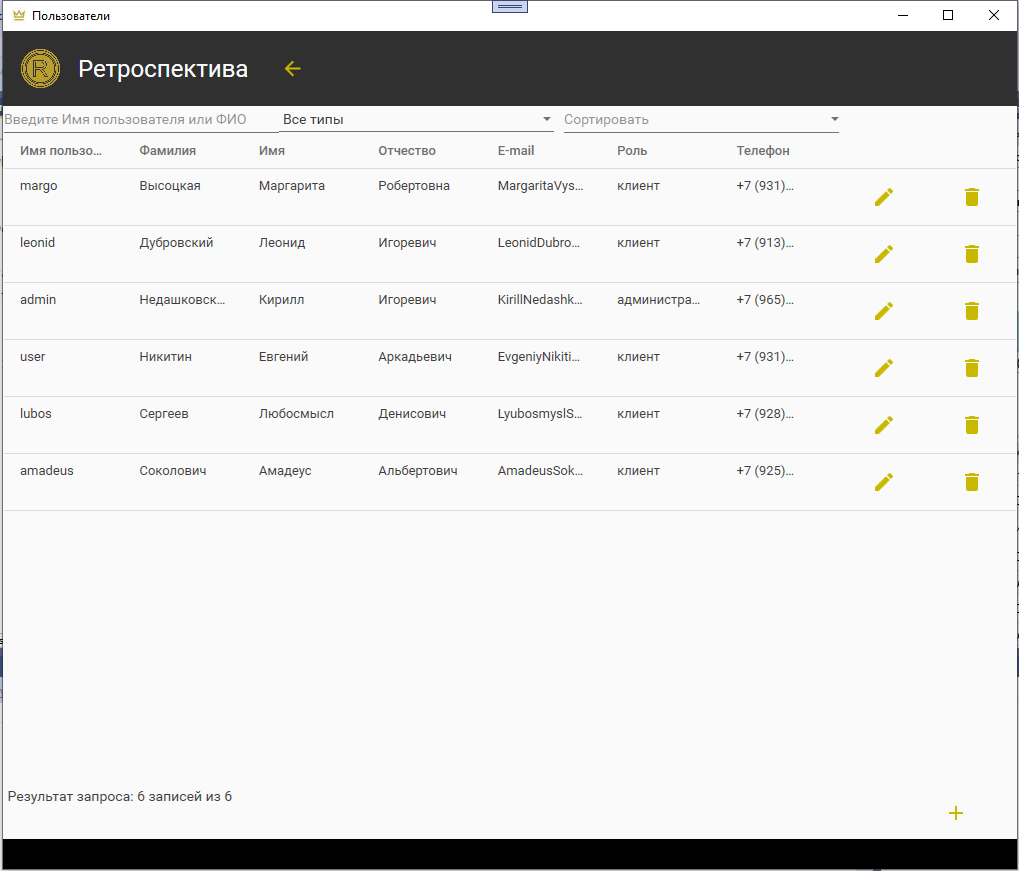 Пользователи
R Ретроспектива
Введите Имя пользователя или ФИО Все типы Сортировать
Имя пользо... Фамилия Имя Отчество E-mail Роль Телефон
margo Высоцкая Маргарита Робертовна MargaritaVys... клиент +7 (931)...
leonid Дубровский Леонид Игоревич LeonidDubro... клиент +7 (913)...
admin Недашковск... Кирилл Игоревич KirillNedashk... администра... +7 (965)...
user Никитин Евгений Аркадьевич EvgeniyNikiti... клиент +7 (931)...
lubos Сергеев Любосмысл Денисович LyubosmyslS... клиент +7 (928)...
amadeus Соколович Амадеус Альбертович AmadeusSok... клиент +7 (925)...
Результат запроса: 6 записей из 6